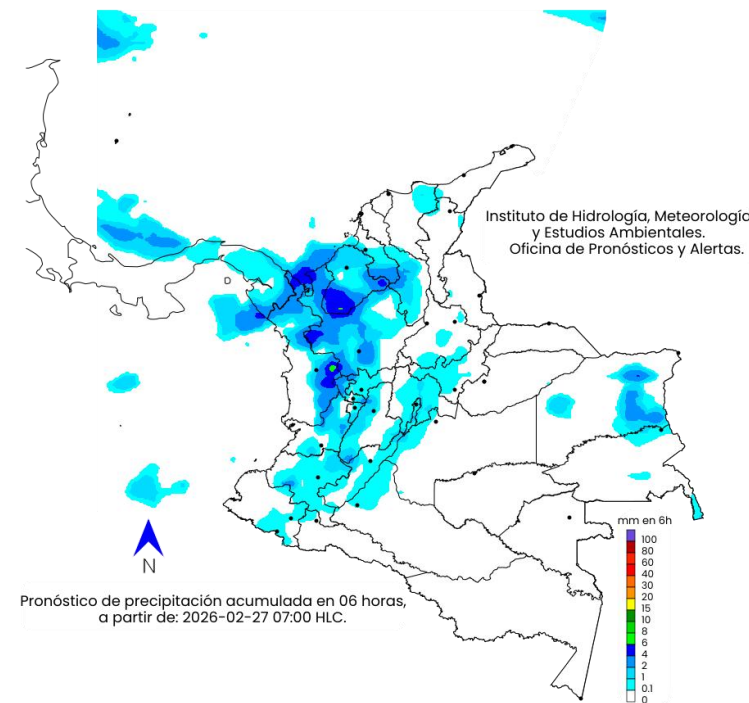 Instituto de Hidrología, Meteorología
y Estudios Ambientales.
Oficina de Pronósticos y Alertas.
mm en 6h
100
80
60
40
30
20
15
10
8
6
4
2
1
0.1
0
N
Pronóstico de precipitación acumulada en 06 horas,
a partir de: 2026-02-27 07:00 HLC.